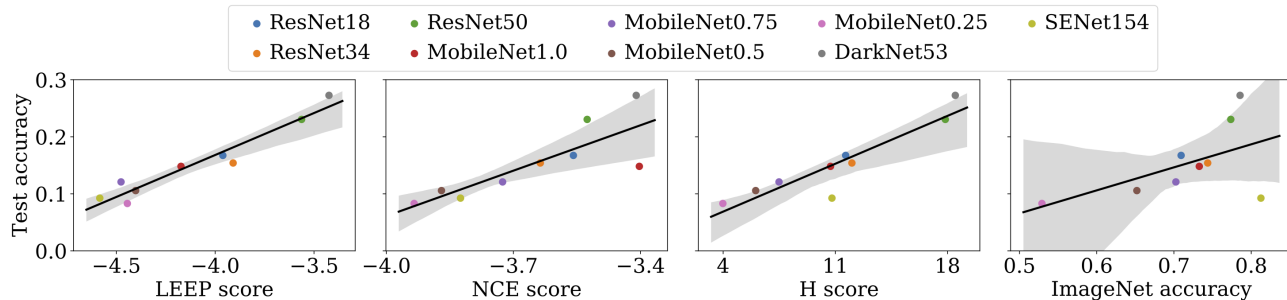 ResNet18 ResNet50 MobileNet0.75 MobileNet0.25 SENet154
ResNet34 MobileNet1.0 MobileNet0.5 DarkNet53
Test accuracy
0.3
0.2
0.1
0.0
−4.5 −4.0 −3.5
LEEP score
−4.0 −3.7 −3.4
NCE score
4 11 18
H score
0.5 0.6 0.7 0.8
ImageNet accuracy